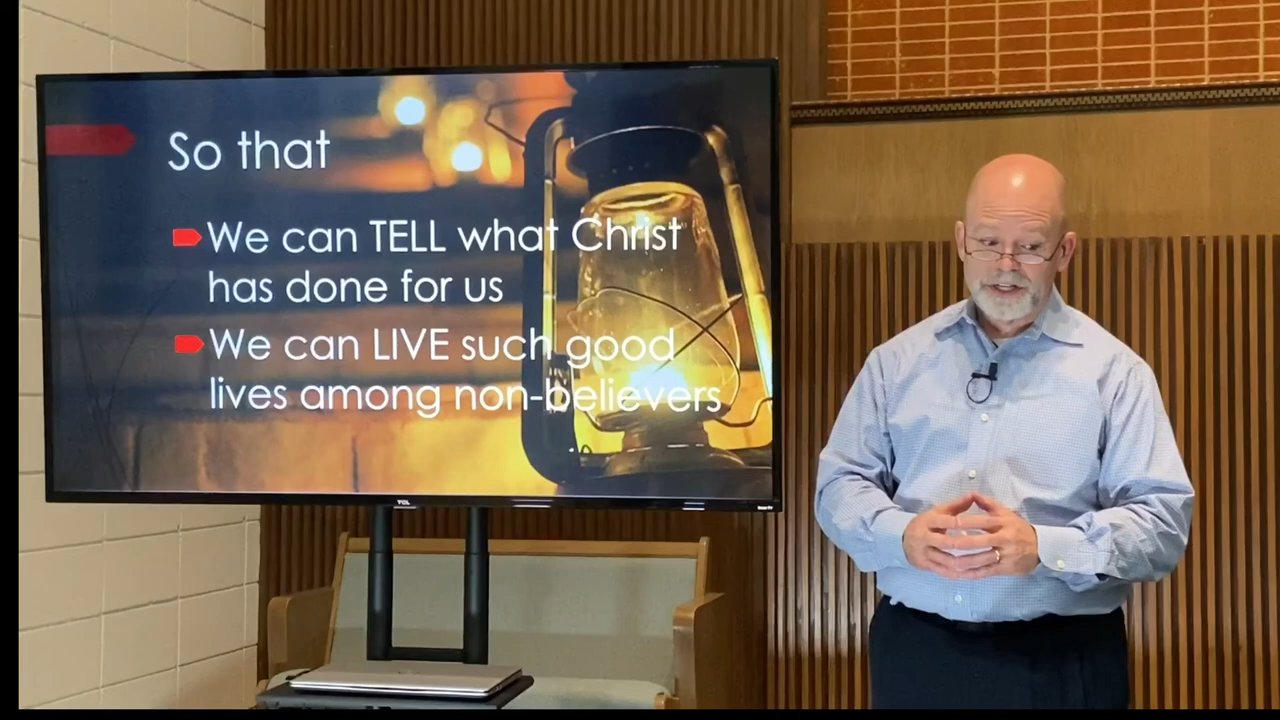 So that
We can TELL what Christ
has done for us
We can LIVE such good
lives among non-believers
TCL